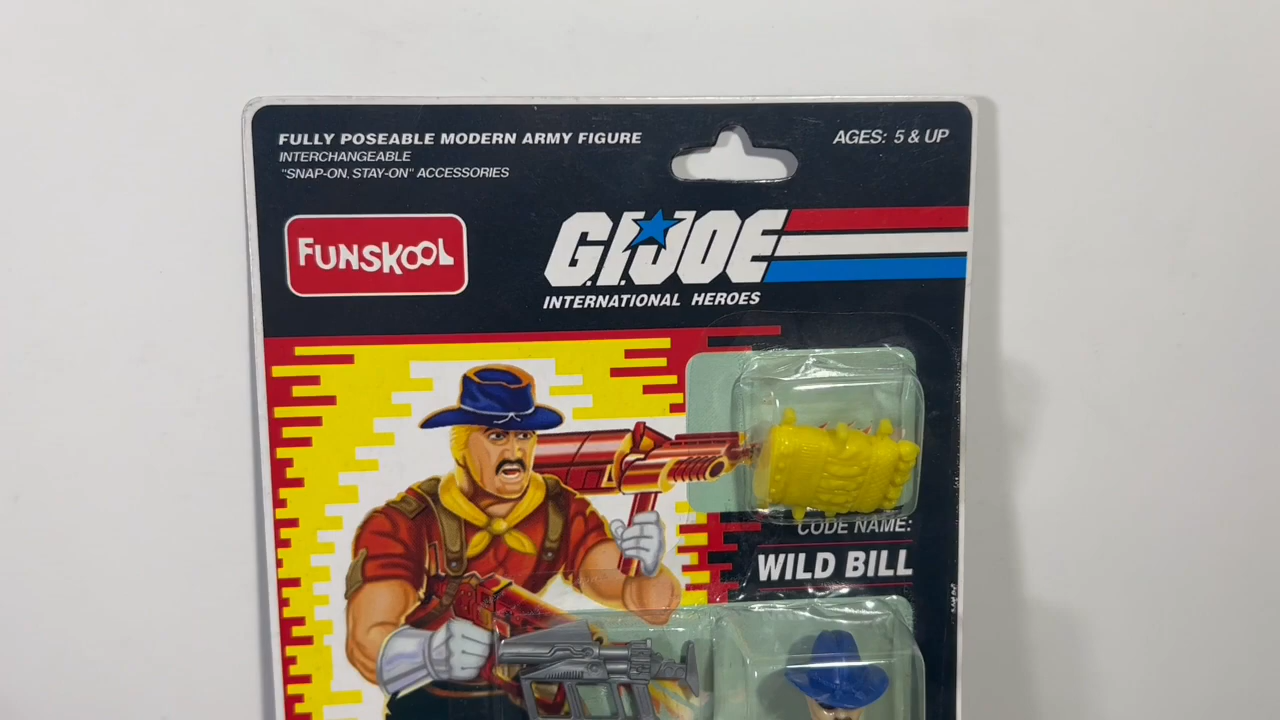 FULLY POSEABLE MODERN ARMY FIGURE
INTERCHANGEABLE
"SNAP-ON, STAY-ON" ACCESSORIES
AGES: 5 & UP
FUNSKOOL
G.I.JOE
INTERNATIONAL HEROES
CODE NAME:
WILD BILL